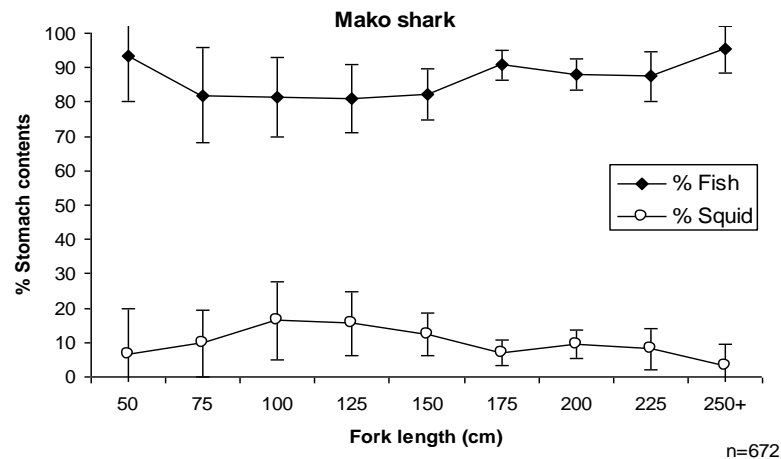 Mako shark
100
90
80
70
60
50
40
30
20
10
0
% Stomach contents
% Fish
% Squid
50 75 100 125 150 175 200 225 250+
Fork length (cm)
n=672